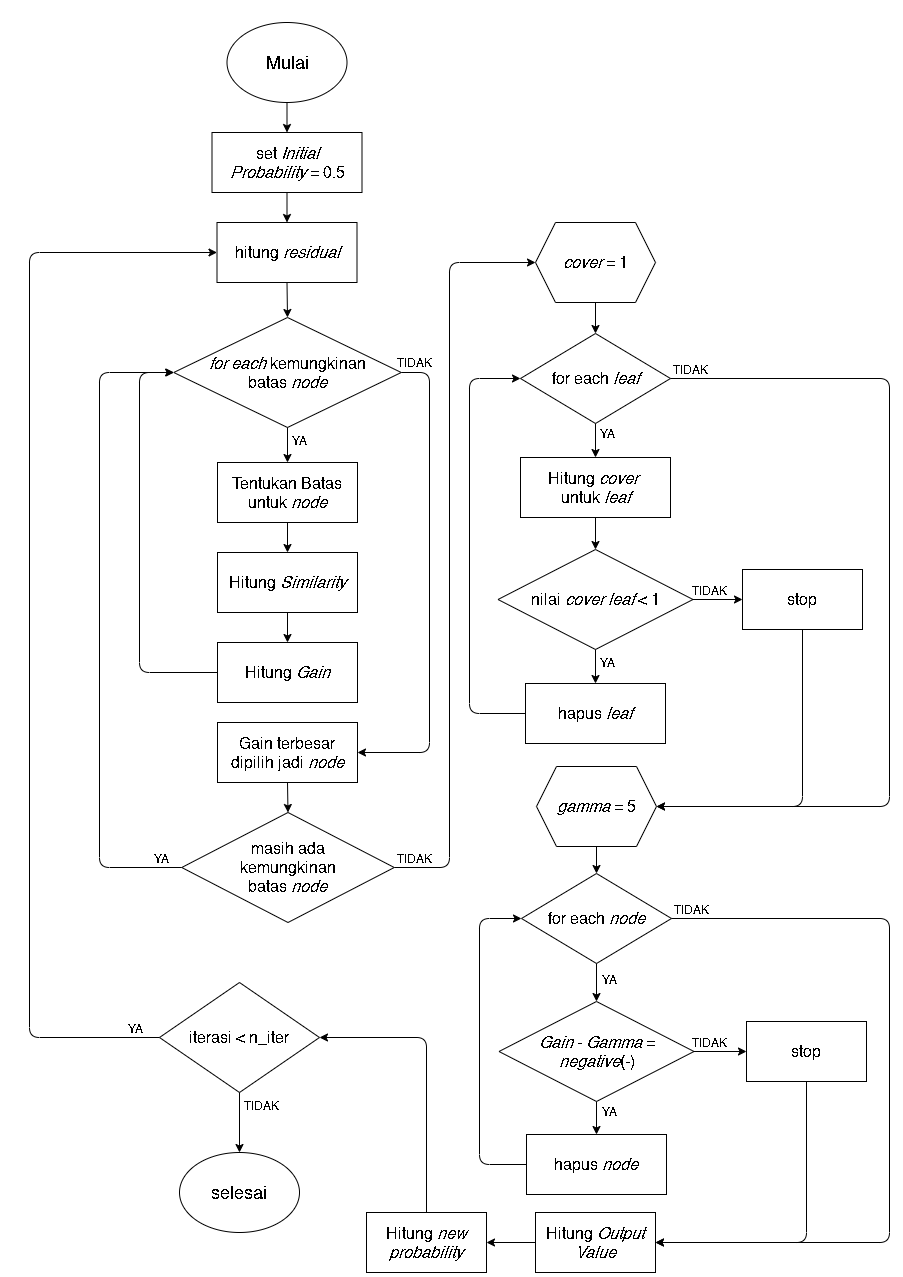 Mulai
set Initial
Probability = 0.5
hitung residual
for each kemungkinan
batas node
TIDAK
YA
Tentukan Batas
untuk node
Hitung Similarity
Hitung Gain
Gain terbesar
dipilih jadi node
masih ada
kemungkinan
batas node
YA
TIDAK
cover = 1
for each leaf
TIDAK
YA
Hitung cover
untuk leaf
nilai cover leaf < 1
TIDAK
stop
YA
hapus leaf
gamma = 5
for each node
TIDAK
YA
Gain - Gamma =
negative(-)
TIDAK
stop
YA
hapus node
Hitung Output
Value
Hitung new
probability
iterasi < n_iter
YA
TIDAK
selesai